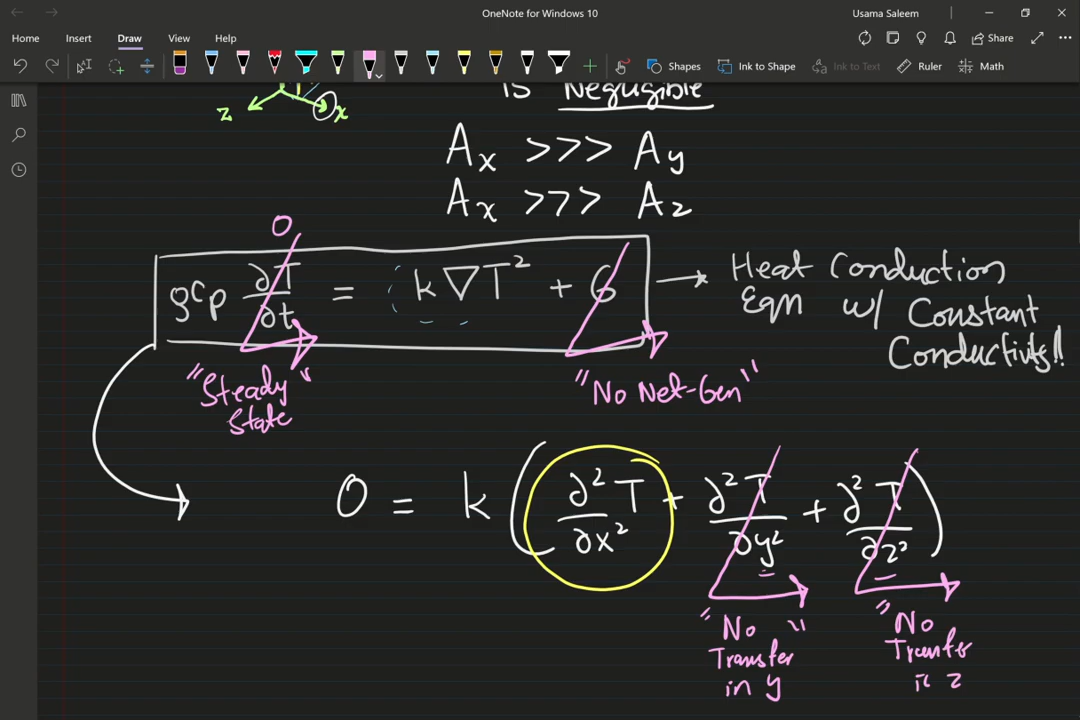 OneNote for Windows 10
Usama Saleem
Home Insert Draw View Help
Share
Shapes
Ink to Shape
Ink to Text
Ruler
Math
is Negligible
z x
Ax >>> Ay
Ax >>> Az
0
ρcp ∂T/∂t = k∇T² + G → Heat Conduction
Eqn w/ Constant
Conductivity!!
"Steady State"
"No Net-Gen"
0 = k ( ∂²T/∂x² + ∂²T/∂y² + ∂²T/∂z² )
"No "
Transfer
in y
"No
Transfer
in z